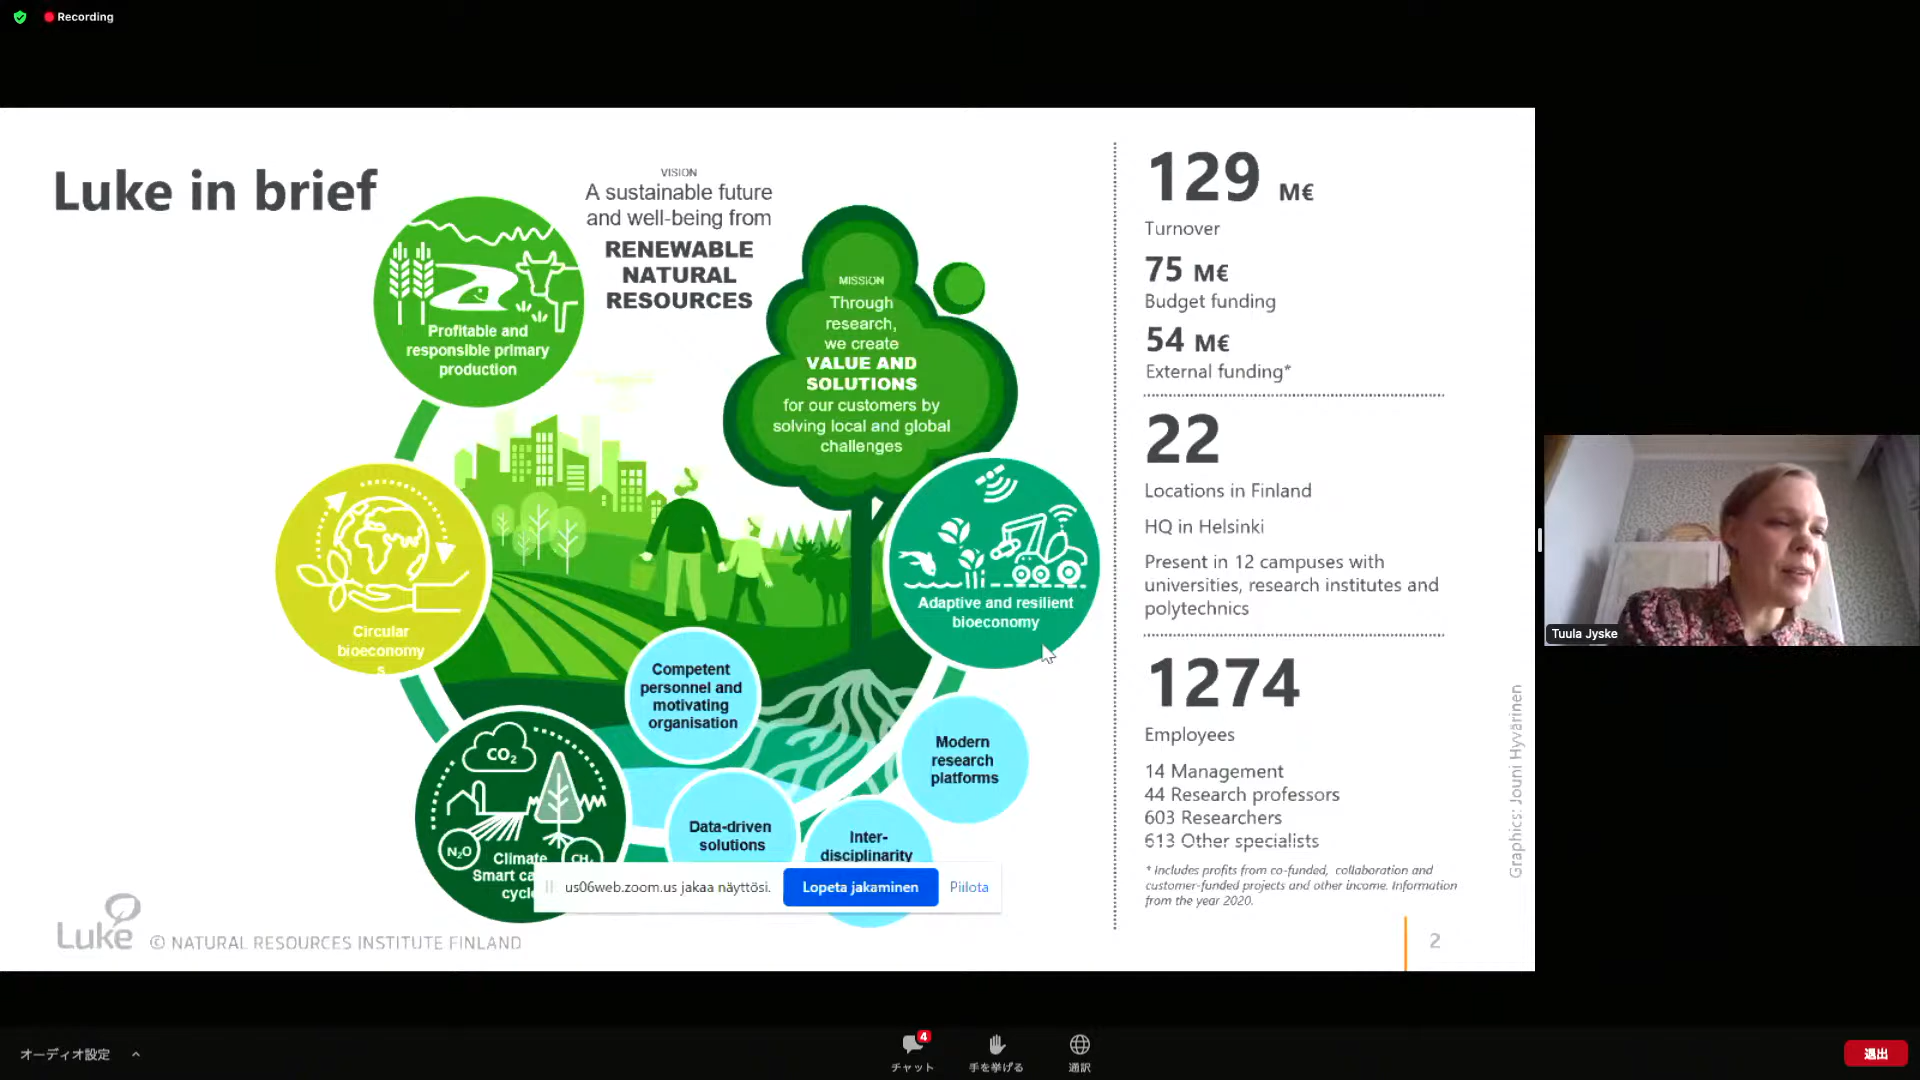 Recording
Luke in brief
VISION
A sustainable future
and well-being from
RENEWABLE
NATURAL
RESOURCES
Profitable and
responsible primary
production
MISSION
Through
research,
we create
VALUE AND
SOLUTIONS
for our customers by
solving local and global
challenges
Circular
bioeconomy
s
Adaptive and resilient
bioeconomy
Competent
personnel and
motivating
organisation
Modern
research
platforms
Data-driven
solutions
Inter-
disciplinarity
CO2
N2O
CH
Climate
Smart ca
cycl
us06web.zoom.us jakaa näyttösi.
Lopeta jakaminen
Piilota
Luke
© NATURAL RESOURCES INSTITUTE FINLAND
129 M€
Turnover
75 M€
Budget funding
54 M€
External funding*
22
Locations in Finland
HQ in Helsinki
Present in 12 campuses with
universities, research institutes and
polytechnics
1274
Employees
14 Management
44 Research professors
603 Researchers
613 Other specialists
* Includes profits from co-funded, collaboration and
customer-funded projects and other income. Information
from the year 2020.
Graphics: Jouni Hyvärinen
2
Tuula Jyske
オーディオ設定
4
チャット
手を挙げる
通訳
退出